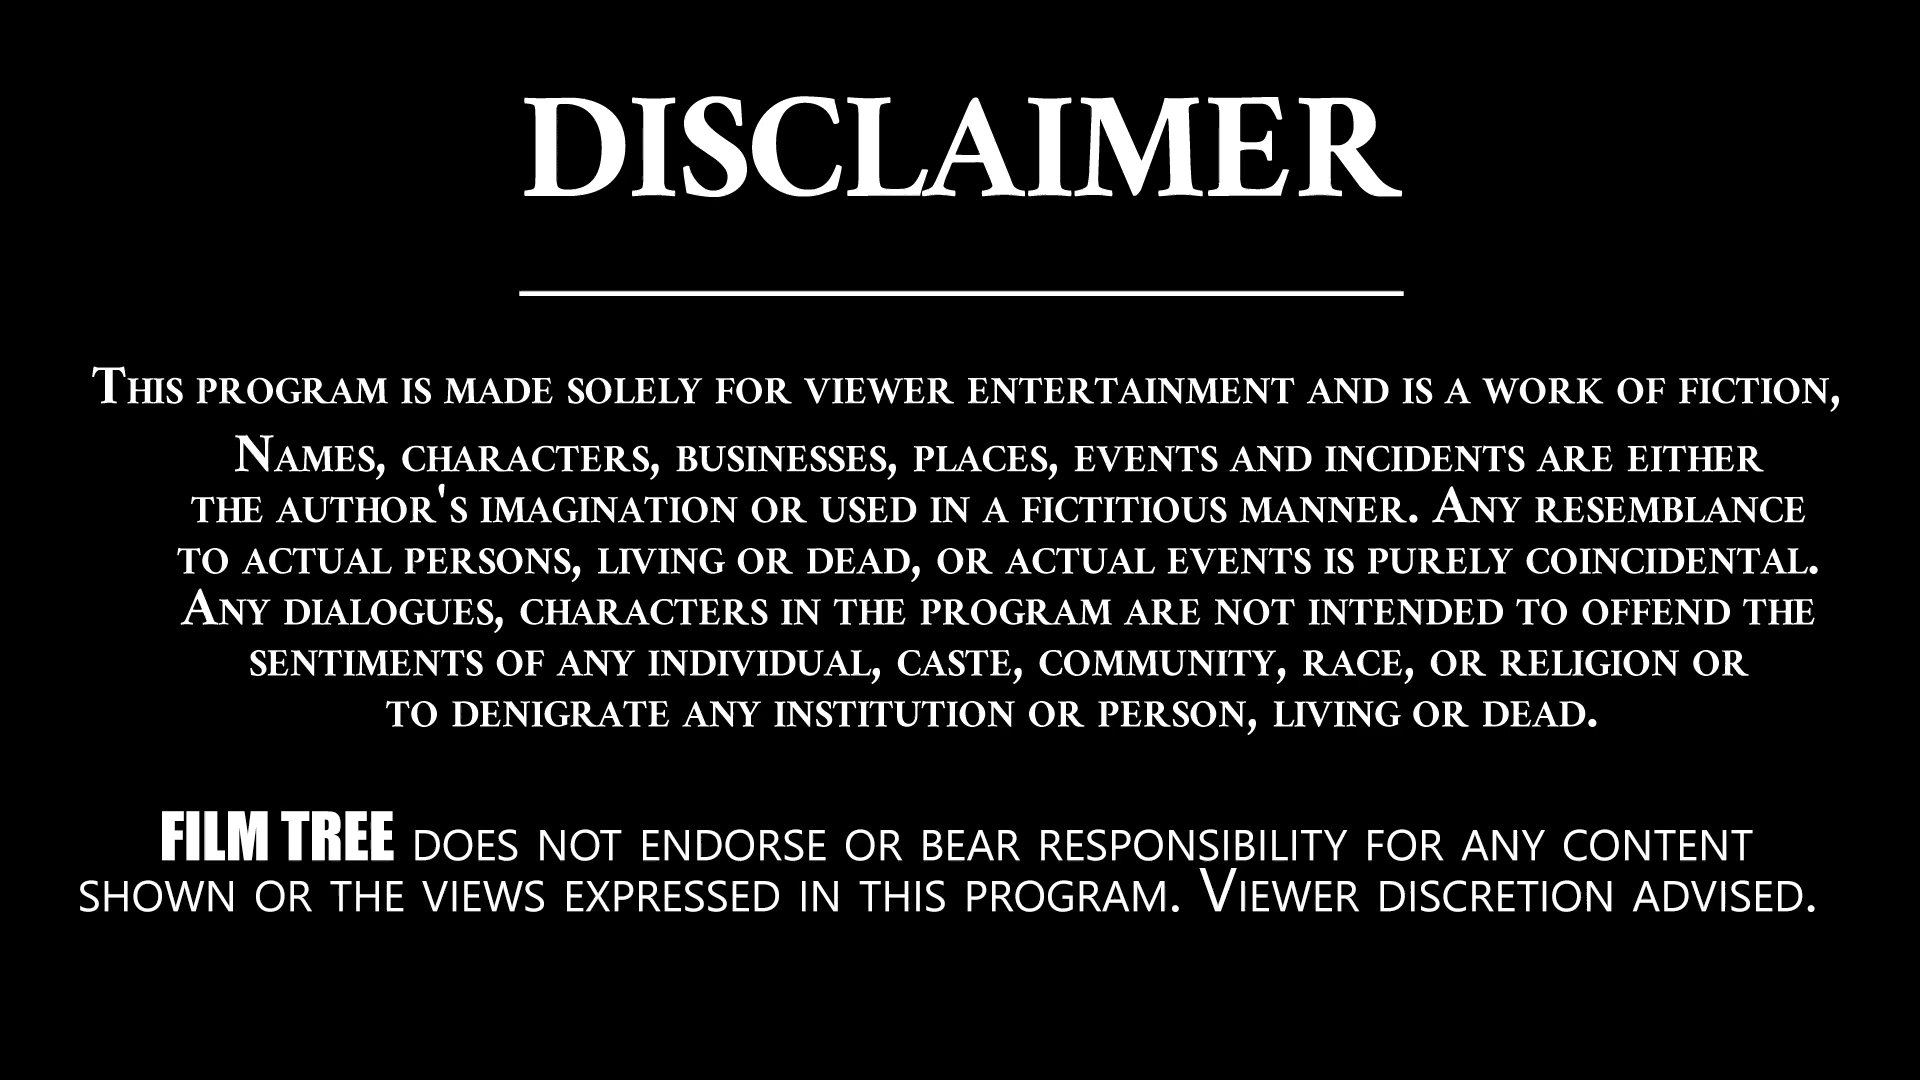 DISCLAIMER
This program is made solely for viewer entertainment and is a work of fiction,
Names, characters, businesses, places, events and incidents are either
the author's imagination or used in a fictitious manner. Any resemblance
to actual persons, living or dead, or actual events is purely coincidental.
Any dialogues, characters in the program are not intended to offend the
sentiments of any individual, caste, community, race, or religion or
to denigrate any institution or person, living or dead.
FILM TREE does not endorse or bear responsibility for any content
shown or the views expressed in this program. Viewer discretion advised.